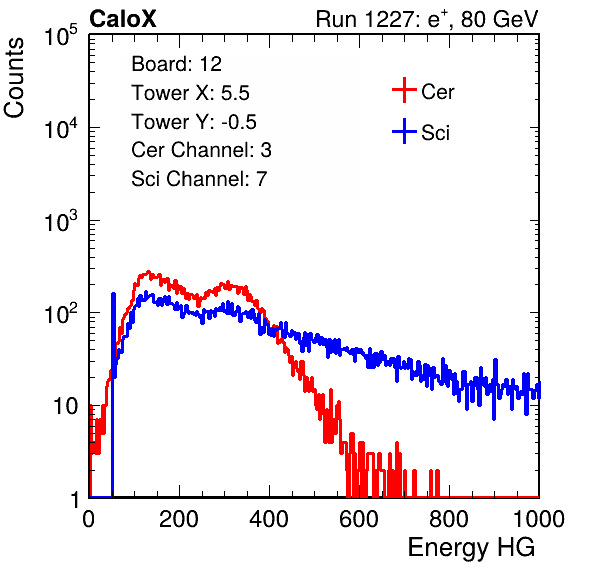 CaloX Run 1227: e⁺, 80 GeV
Counts
10⁵
10⁴
10³
10²
10
1
Board: 12
Tower X: 5.5
Tower Y: -0.5
Cer Channel: 3
Sci Channel: 7
Cer
Sci
0 200 400 600 800 1000
Energy HG